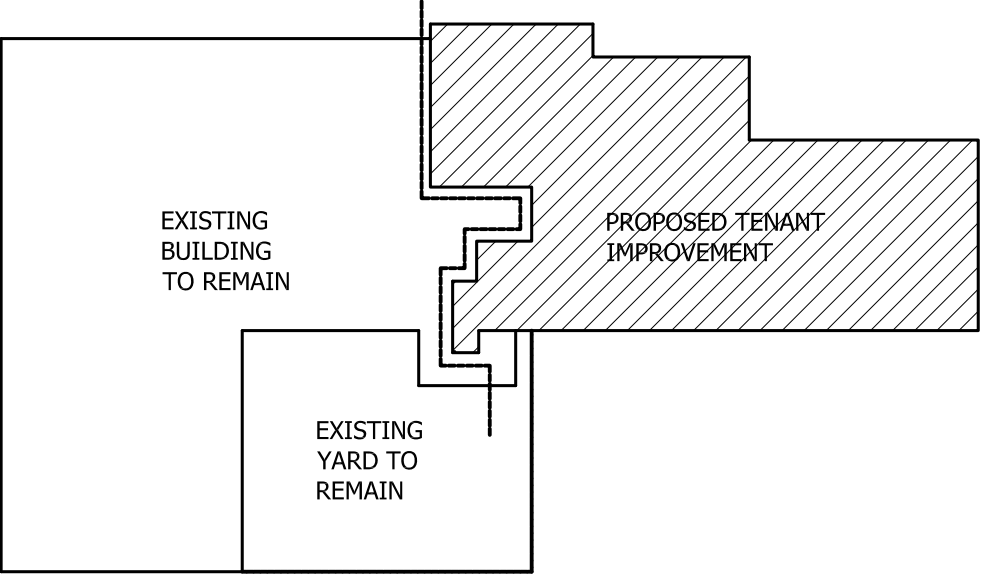 EXISTING
BUILDING
TO REMAIN
PROPOSED TENANT
IMPROVEMENT
EXISTING
YARD TO
REMAIN